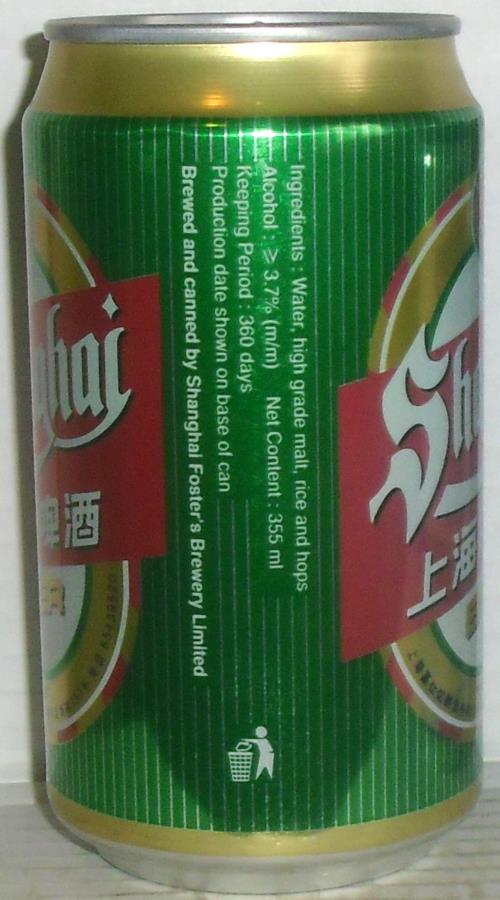 Ingredients : Water, high grade malt, rice and hops
Alcohol : ≥ 3.7% (m/m) Net Content : 355 ml
Keeping Period : 360 days
Production date shown on base of can
Brewed and canned by Shanghai Foster's Brewery Limited
ghai
啤酒
Sh
上海